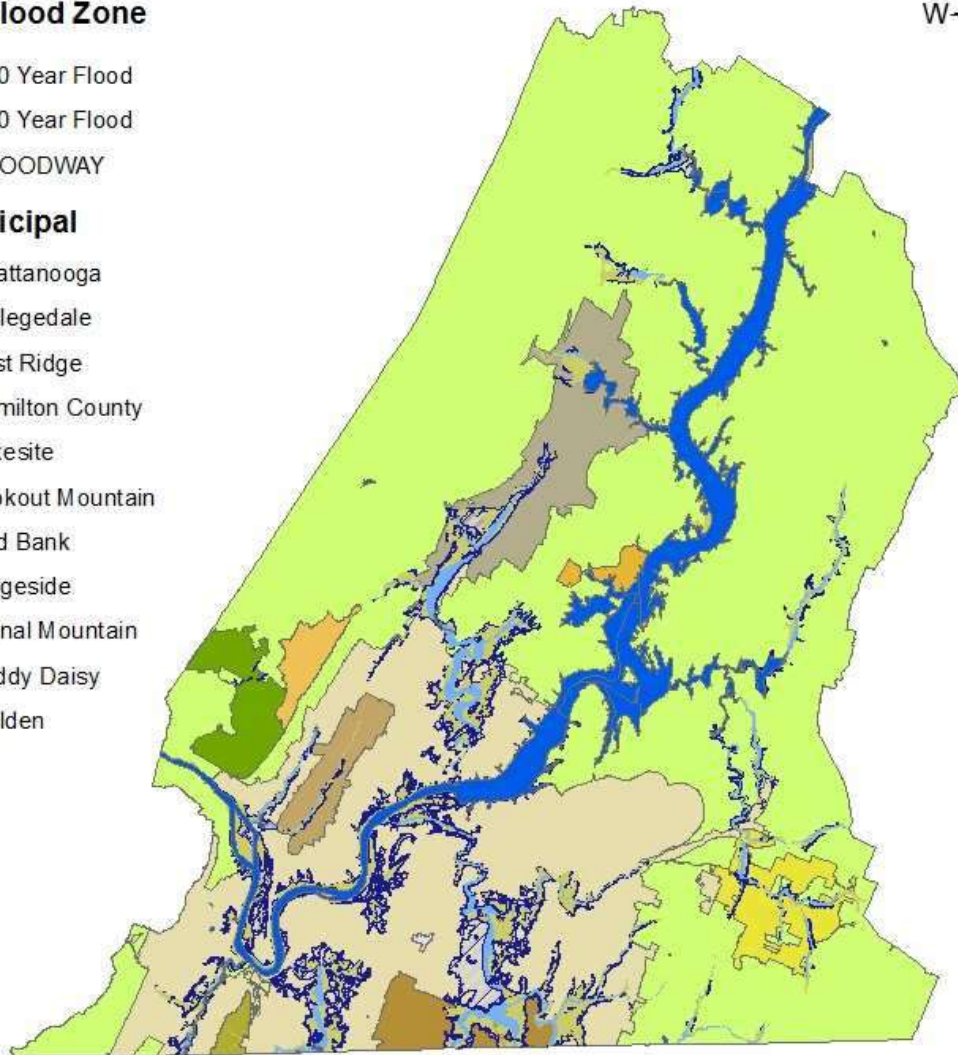 lood Zone
0 Year Flood
0 Year Flood
OODWAY
icipal
attanooga
legedale
st Ridge
milton County
kesite
okout Mountain
d Bank
geside
nal Mountain
ddy Daisy
lden
W